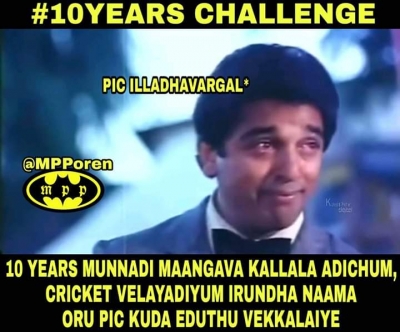 #10YEARS CHALLENGE
PIC ILLADHAVARGAL*
@MPPoren
m p p
10 YEARS MUNNADI MAANGAVA KALLALA ADICHUM,
CRICKET VELAYADIYUM IRUNDHA NAAMA
ORU PIC KUDA EDUTHU VEKKALAIYE